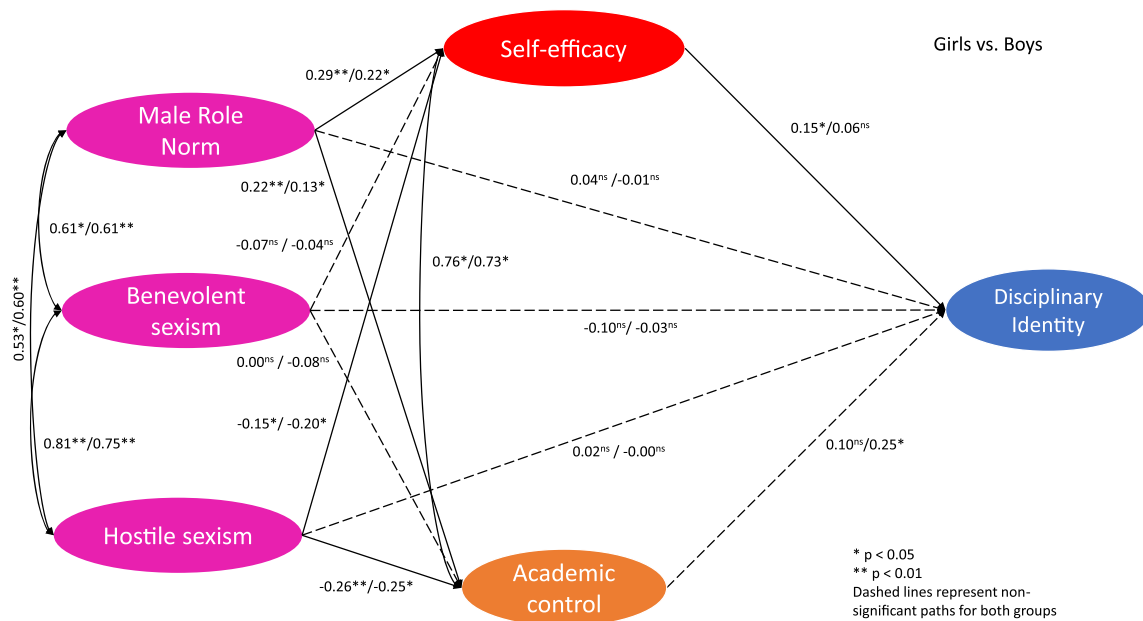 Self-efficacy
Girls vs. Boys
0.29**/0.22*
Male Role
Norm
0.15*/0.06ns
0.22**/0.13*
0.04ns /-0.01ns
0.61*/0.61**
-0.07ns / -0.04ns
0.76*/0.73*
0.53*/0.60**
Benevolent
sexism
Disciplinary
Identity
-0.10ns/ -0.03ns
0.00ns / -0.08ns
-0.15*/ -0.20*
0.81**/0.75**
0.02ns / -0.00ns
0.10ns/0.25*
Hostile sexism
-0.26**/-0.25*
Academic
control
* p < 0.05
** p < 0.01
Dashed lines represent non-
significant paths for both groups